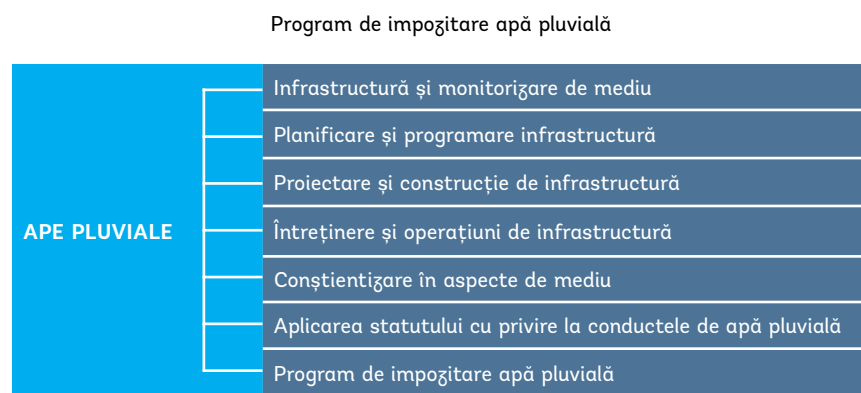 Program de impozitare apă pluvială
Infrastructură și monitorizare de mediu
Planificare și programare infrastructură
Proiectare și construcție de infrastructură
APE PLUVIALE
Întreținere și operațiuni de infrastructură
Conștientizare în aspecte de mediu
Aplicarea statutului cu privire la conductele de apă pluvială
Program de impozitare apă pluvială